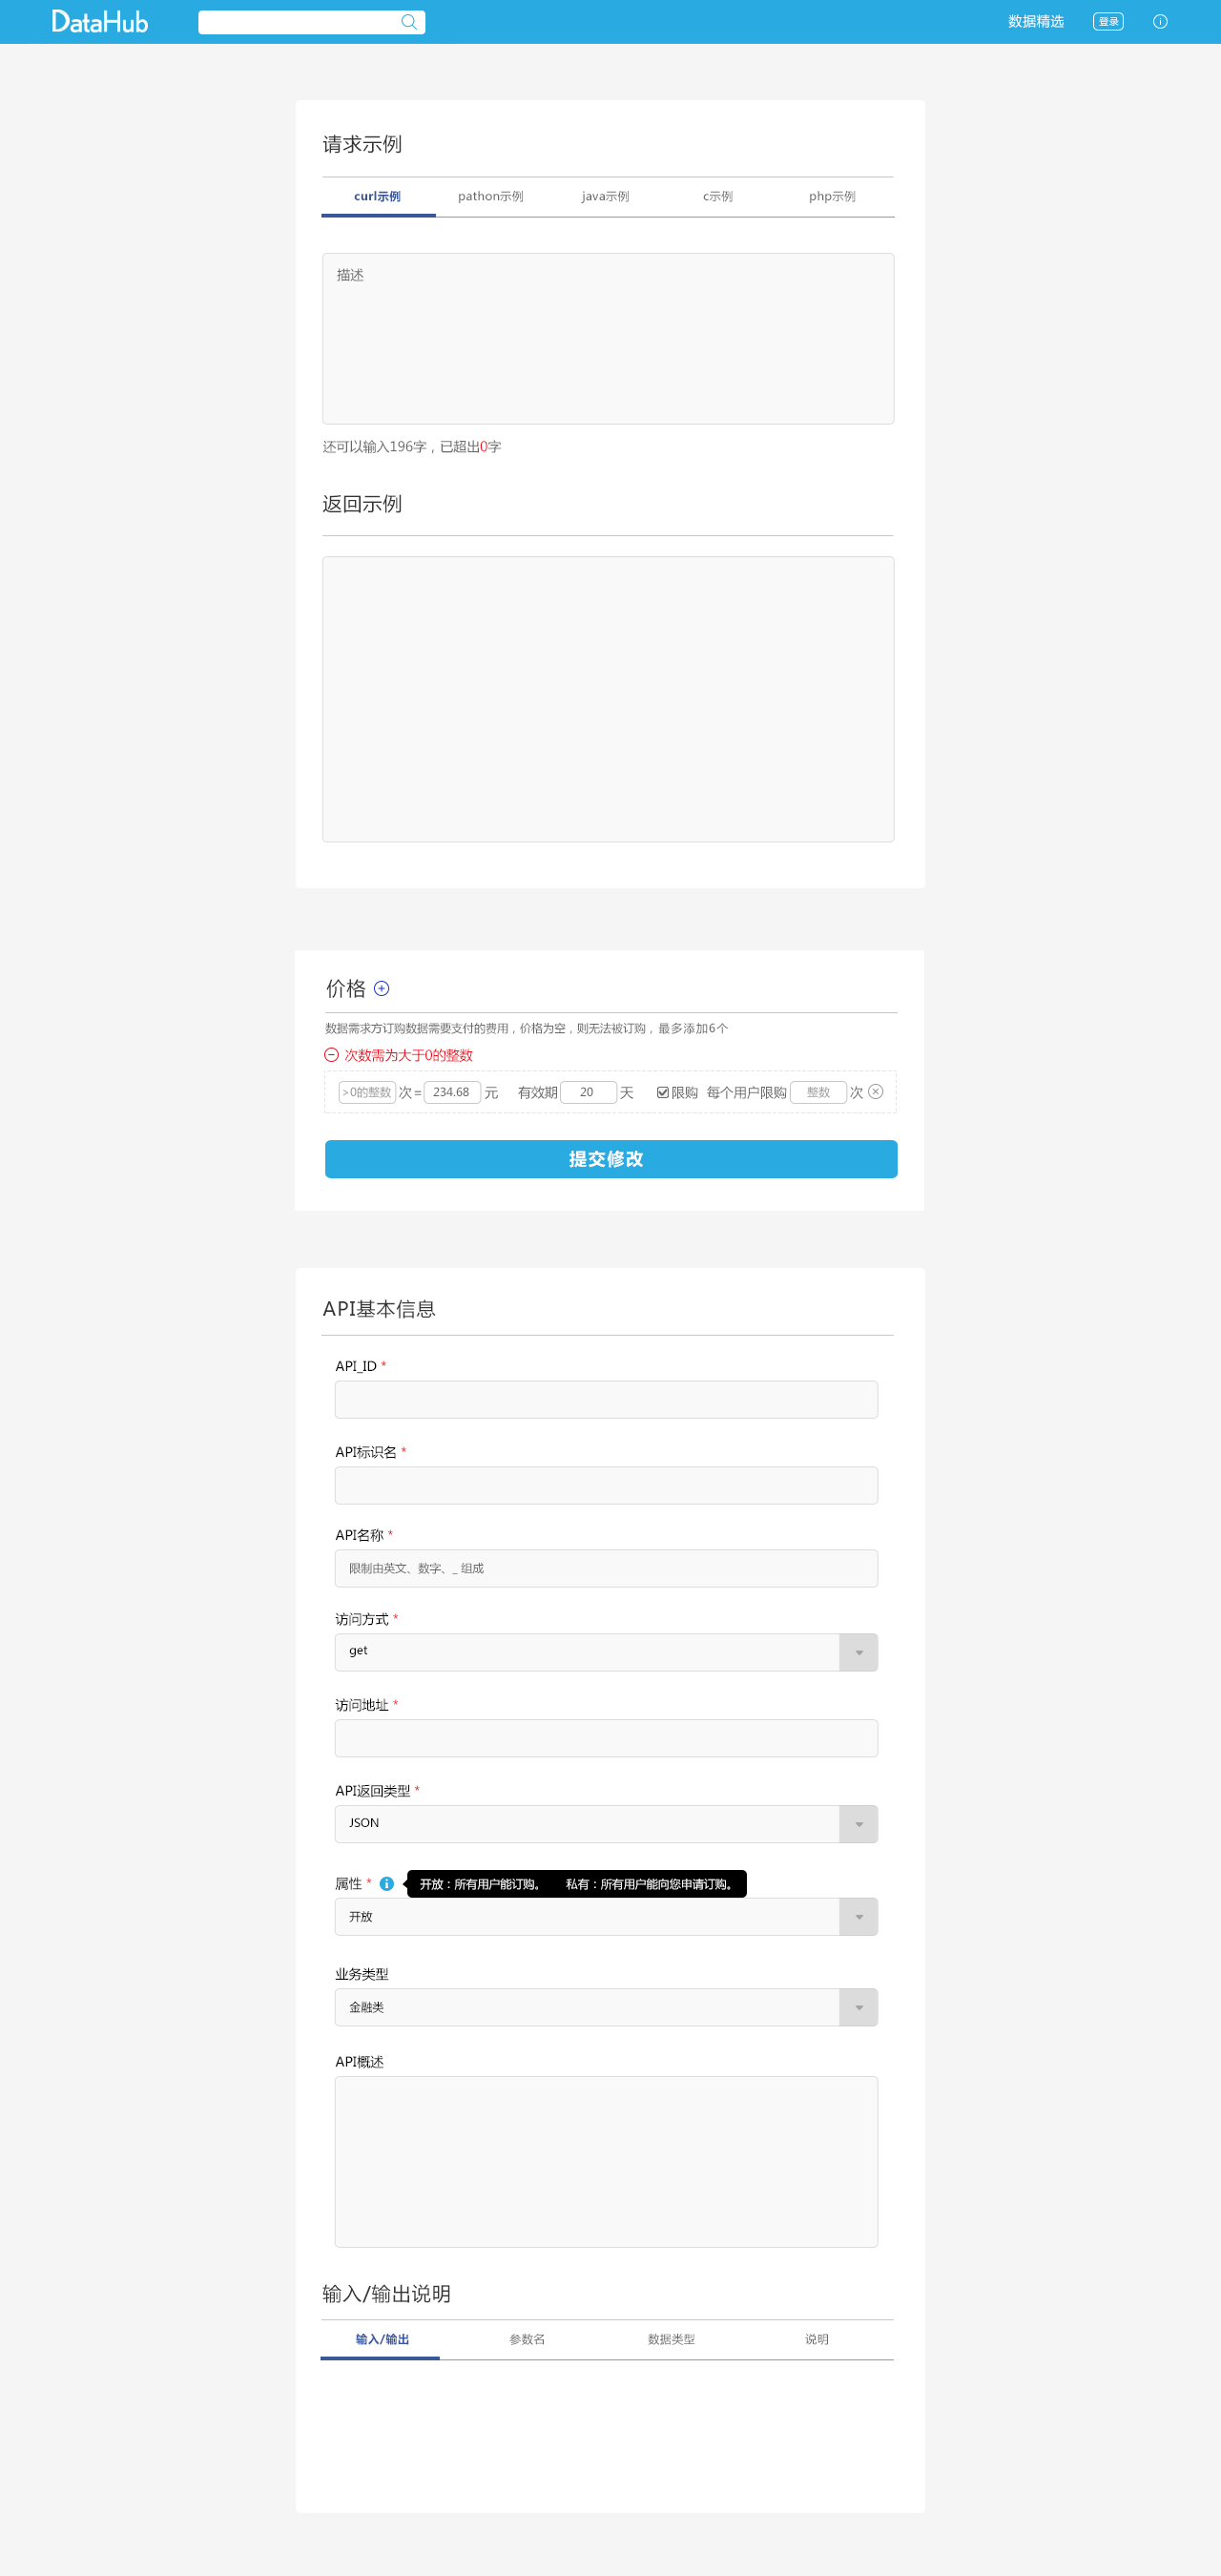 DataHub 数据精选 登录
请求示例
curl示例 pathon示例 java示例 c示例 php示例
描述
还可以输入196字，已超出0字
返回示例
价格
数据需求方订购数据需要支付的费用，价格为空，则无法被订购，最多添加6个
次数需为大于0的整数
>0的整数 次= 234.68 元 有效期 20 天 限购 每个用户限购 整数 次
提交修改
API基本信息
API_ID *
API标识名 *
API名称 *
限制由英文、数字、_ 组成
访问方式 *
get
访问地址 *
API返回类型 *
JSON
属性 * 开放：所有用户能订购。 私有：所有用户能向您申请订购。
开放
业务类型
金融类
API概述
输入/输出说明
输入/输出 参数名 数据类型 说明